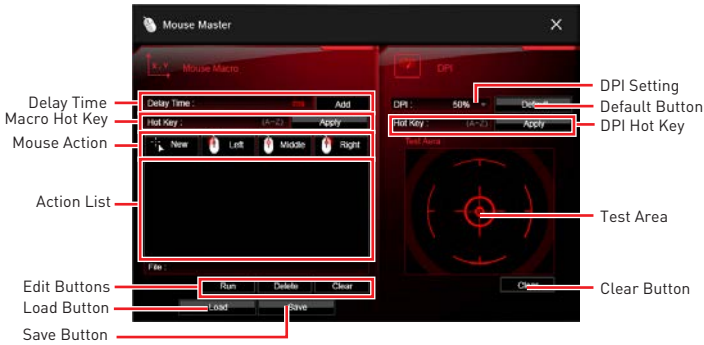 Mouse Master
X, Y
Mouse Macro
DPI
Delay Time
Delay Time :
ms
Add
DPI :
50%
Default
DPI Setting
Default Button
Macro Hot Key
Hot Key :
(A~Z)
Apply
Hot Key :
(A~Z)
Apply
DPI Hot Key
Mouse Action
New
Left
Middle
Right
Test Area
Action List
Test Area
File :
Edit Buttons
Run
Delete
Clear
Clear
Clear Button
Load Button
Load
Save
Save Button